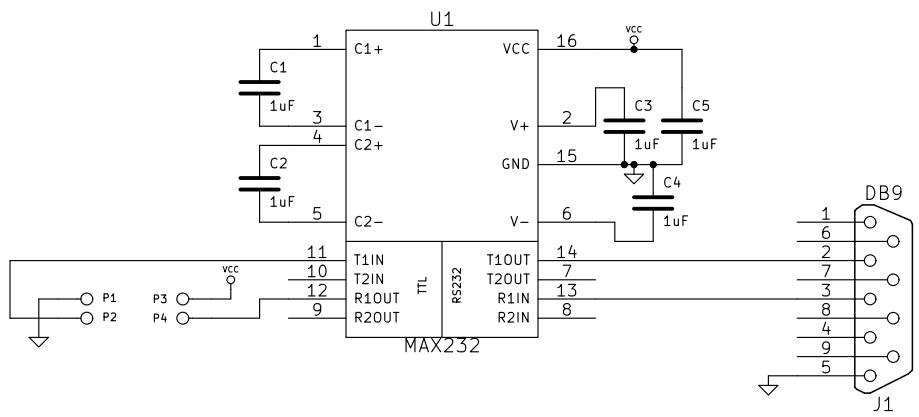 U1
1 C1+ VCC 16 VCC
C1
1uF
3 C1- V+ 2 C3 C5
4 C2+ 1uF 1uF
C2 GND 15
1uF C4
5 C2- V- 6 1uF
DB9
1
6
11 T1IN T1OUT 14 2
10 T2IN T2OUT 7 7
VCC
TTL RS232
P1 P3 12 R1OUT R1IN 13 3
P2 P4 9 R2OUT R2IN 8 8
MAX232 4
9
5
J1